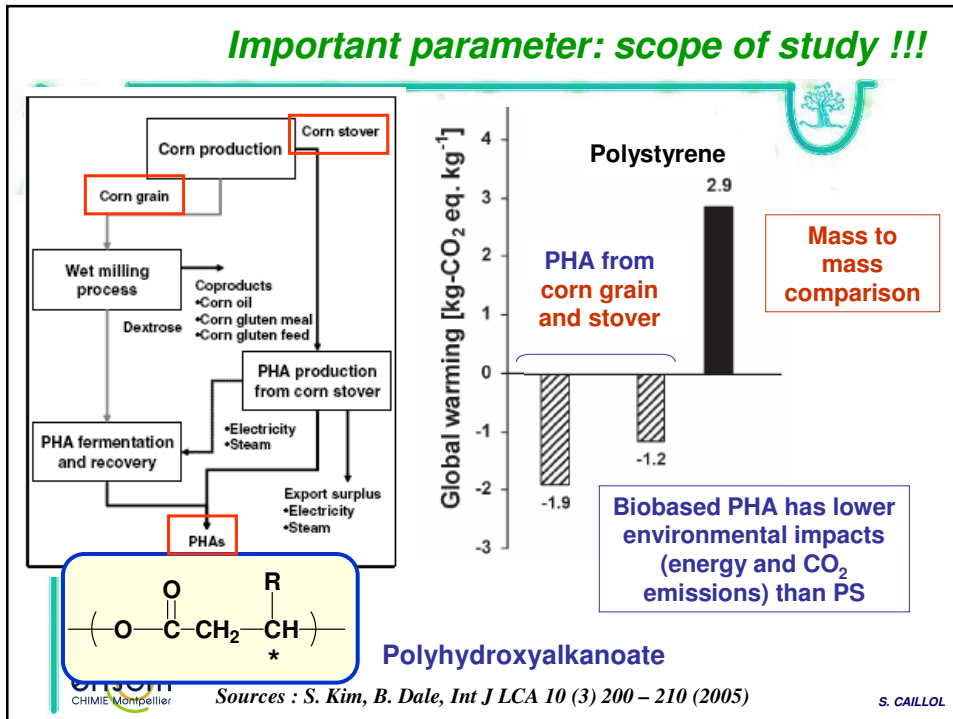 Important parameter: scope of study !!!
Corn production
Corn stover
Corn grain
Wet milling
process
Coproducts
•Corn oil
•Corn gluten meal
•Corn gluten feed
Dextrose
PHA production
from corn stover
•Electricity
•Steam
PHA fermentation
and recovery
Export surplus
•Electricity
•Steam
PHAs
Global warming [kg-CO2 eq. kg-1]
4
3
2
1
0
-1
-2
-3
Polystyrene
2.9
PHA from
corn grain
and stover
-1.9
-1.2
Mass to
mass
comparison
Biobased PHA has lower
environmental impacts
(energy and CO2
emissions) than PS
O R
( O C CH2 CH )
*
Polyhydroxyalkanoate
CHIMIE Montpellier
Sources : S. Kim, B. Dale, Int J LCA 10 (3) 200 – 210 (2005)
S. CAILLOL